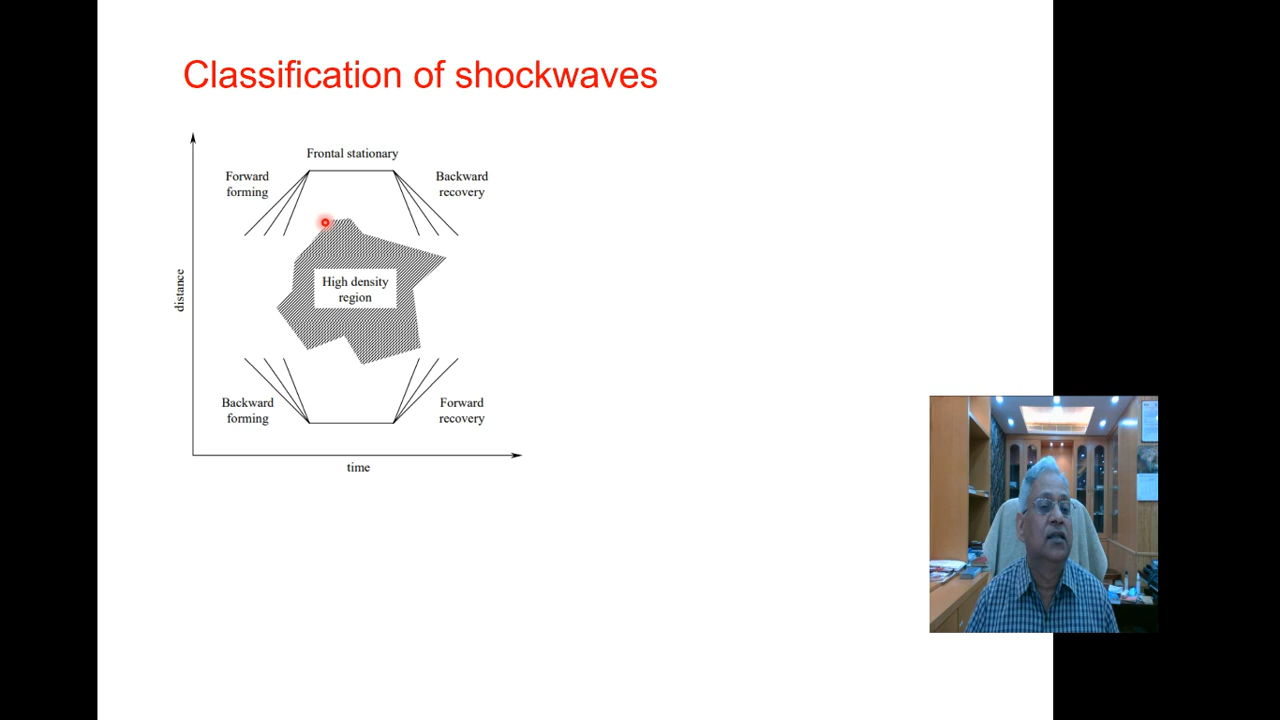 Classification of shockwaves
Frontal stationary
Forward
forming
Backward
recovery
High density
region
distance
Backward
forming
Forward
recovery
time